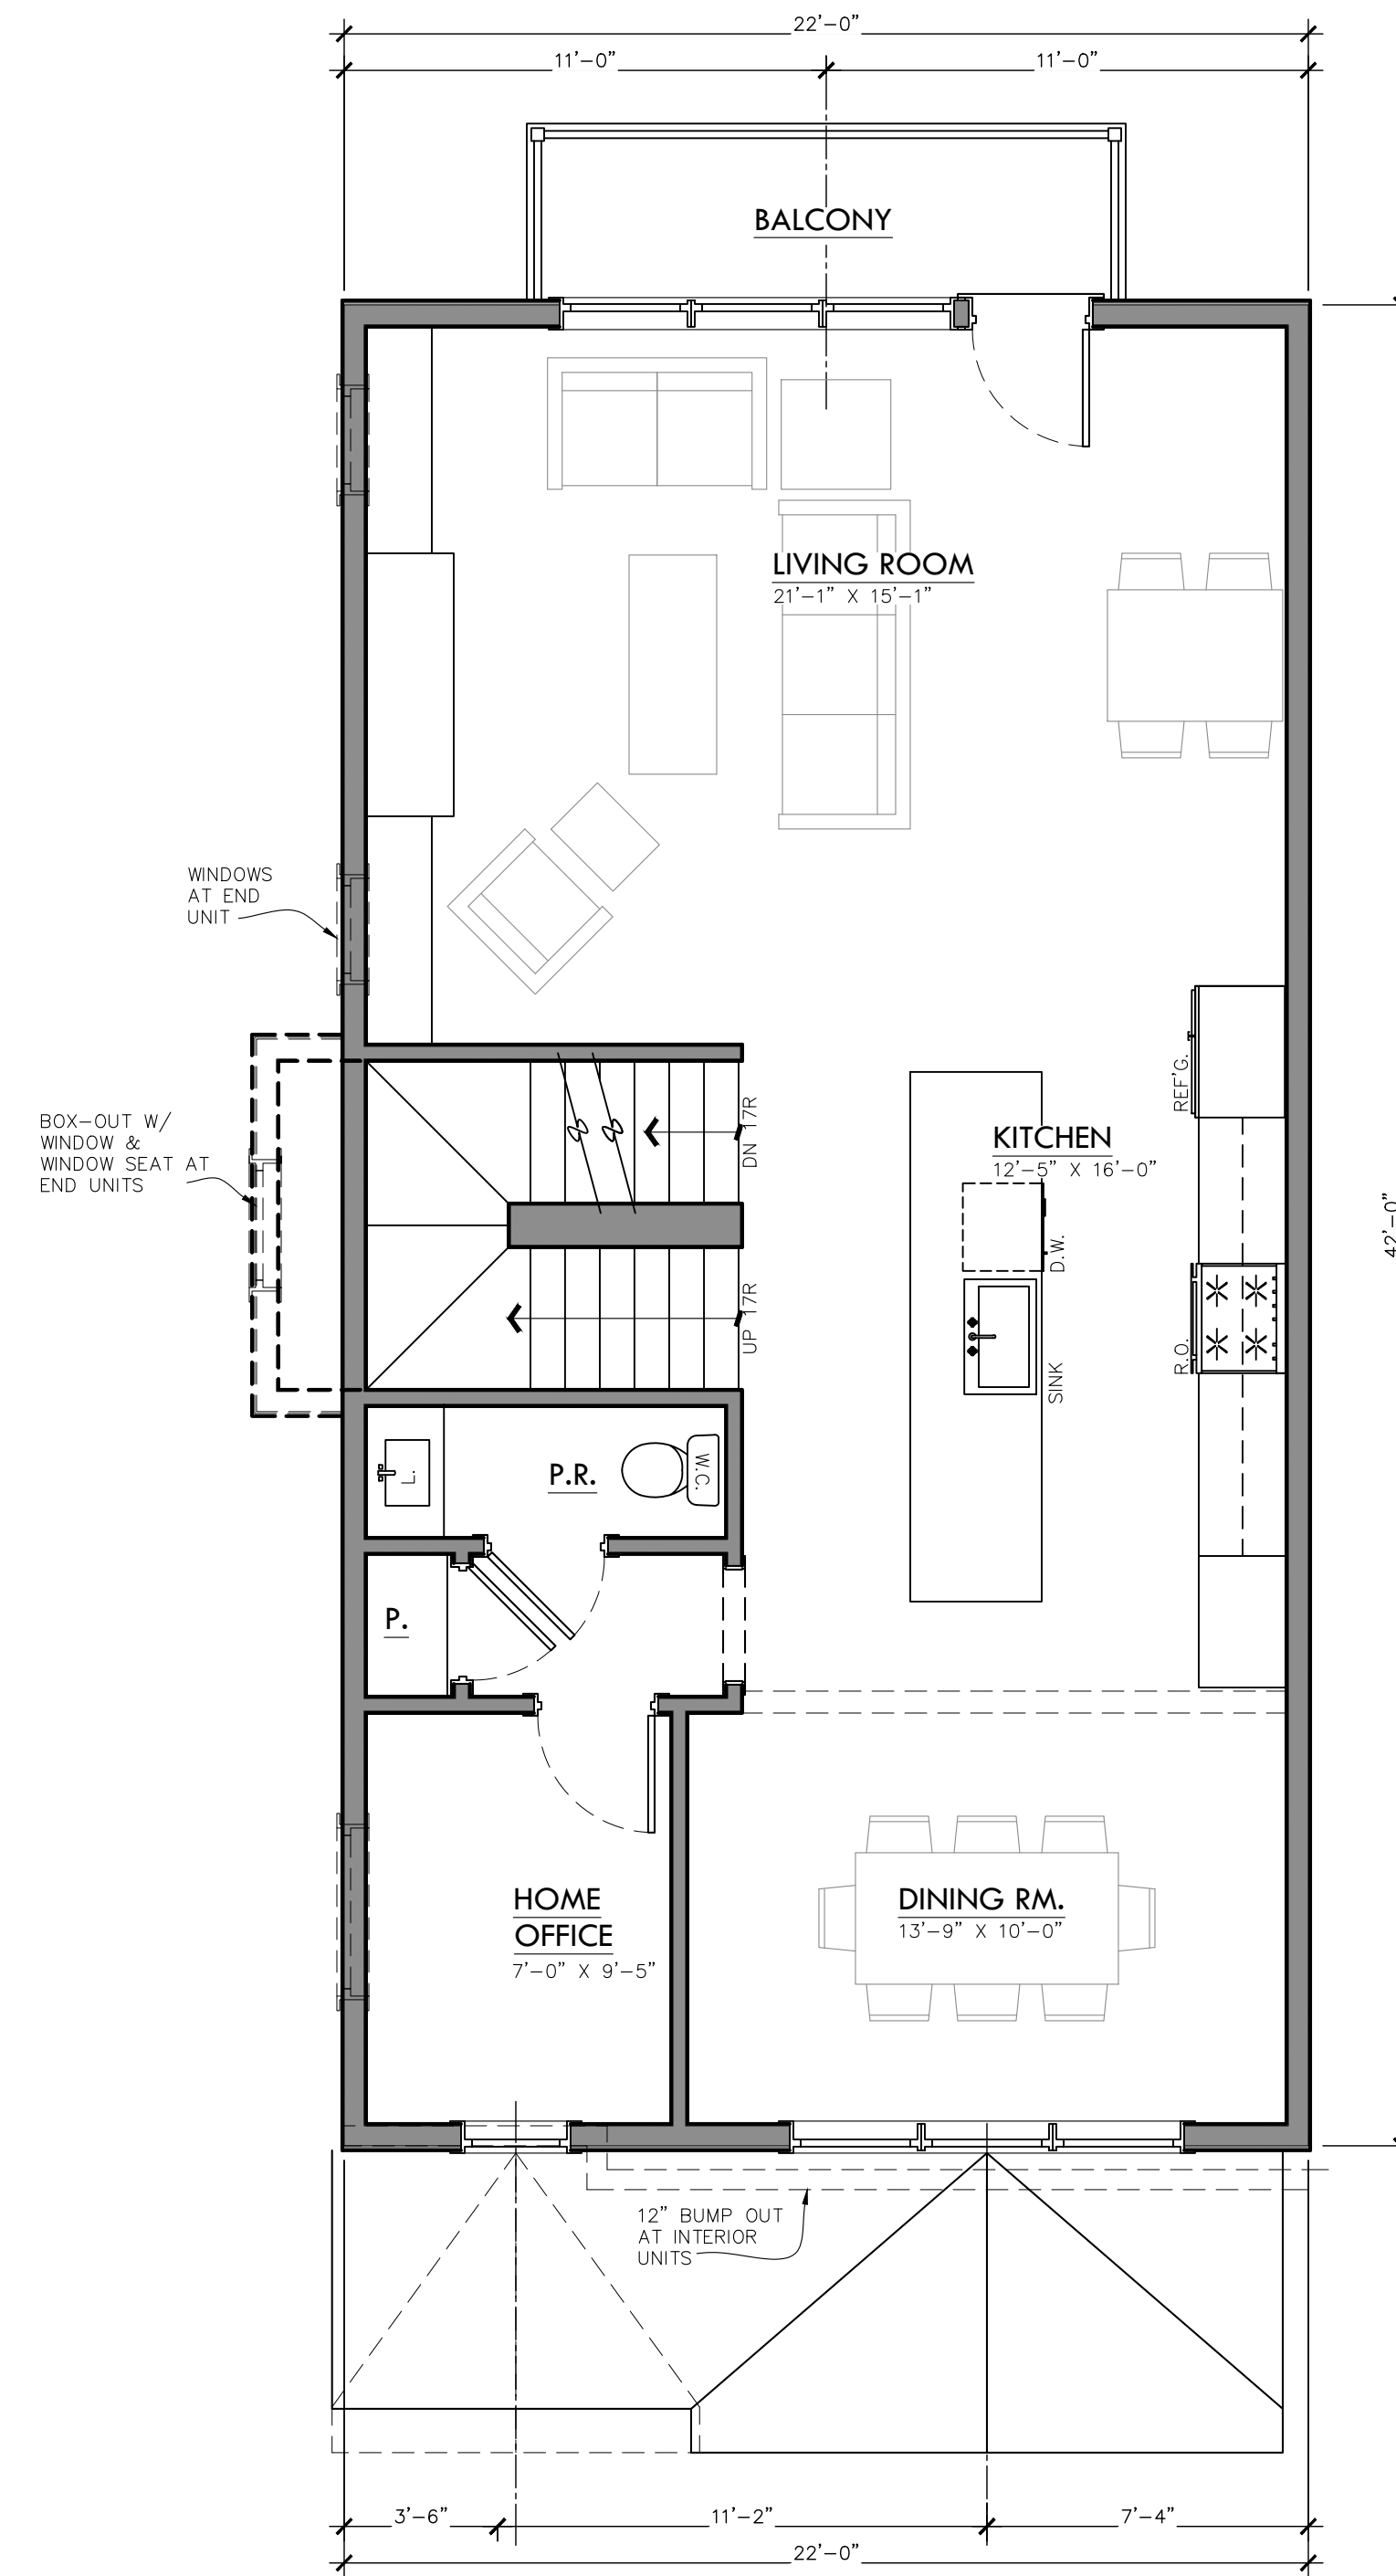 22'-0"
11'-0"
11'-0"
BALCONY
LIVING ROOM
21'-1" X 15'-1"
WINDOWS
AT END
UNIT
BOX-OUT W/
WINDOW &
WINDOW SEAT AT
END UNITS
DN 17R
UP 17R
REF'G.
KITCHEN
12'-5" X 16'-0"
D.W.
SINK
R.O.
42'-0"
L.
P.R.
W.C.
P.
HOME
OFFICE
7'-0" X 9'-5"
DINING RM.
13'-9" X 10'-0"
12" BUMP OUT
AT INTERIOR
UNITS
3'-6"
11'-2"
7'-4"
22'-0"